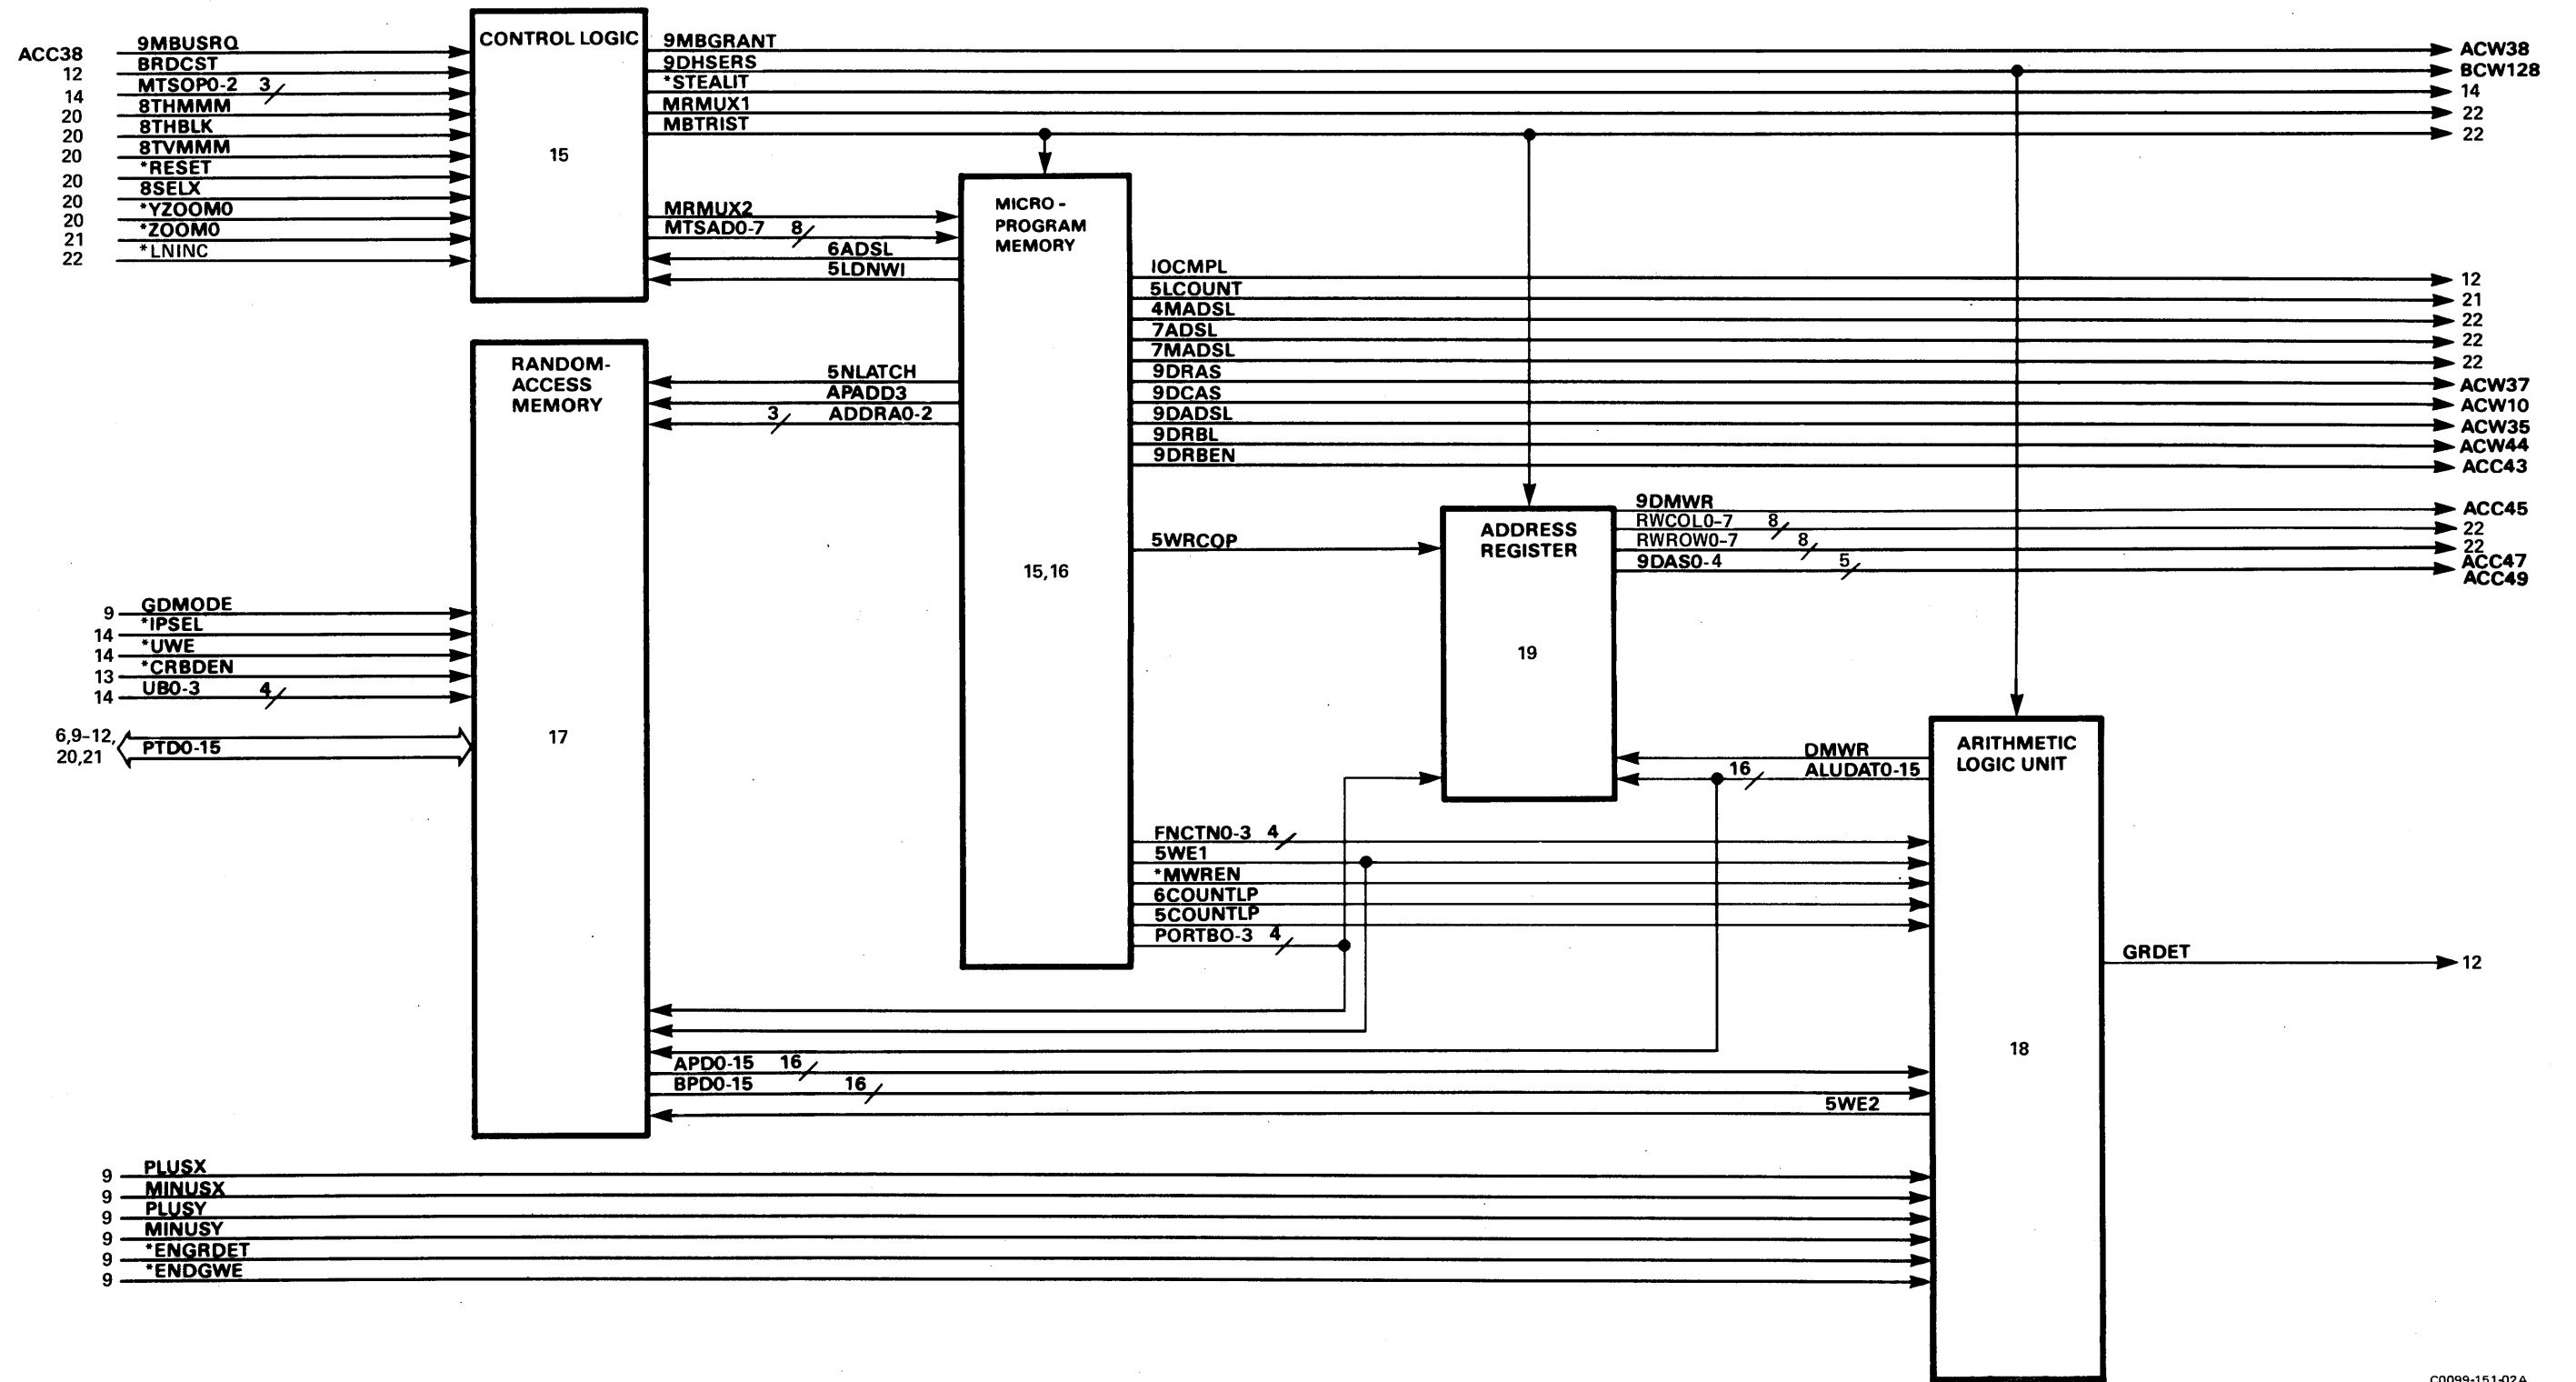 CONTROL LOGIC
15
ACC38 9MBUSRQ
12 BRDCST
14 MTSOP0-2 3
20 8THMMM
20 8THBLK
20 8TVMMM
20 *RESET
20 8SELX
20 *YZOOM0
21 *ZOOM0
22 *LNINC
9MBGRANT ACW38
9DHSERS BCW128
*STEALIT 14
MRMUX1 22
MBTRIST 22
MRMUX2
MTSAD0-7 8
6ADSL
5LDNWI
MICRO-
PROGRAM
MEMORY
15,16
IOCMPL 12
5LCOUNT 21
4MADSL 22
7ADSL 22
7MADSL 22
9DRAS ACW37
9DCAS ACW10
9DADSL ACW35
9DRBL ACW44
9DRBEN ACC43
RANDOM-
ACCESS
MEMORY
17
5NLATCH
APADD3
3 ADDRA0-2
5WRCOP
ADDRESS
REGISTER
19
9DMWR ACC45
RWCOL0-7 8 22
RWROW0-7 8 22
9DAS0-4 5 ACC47
ACC49
9 GDMODE
14 *IPSEL
14 *UWE
13 *CRBDEN
14 UB0-3 4
6,9-12,
20,21
PTD0-15
DMWR
16 ALUDAT0-15
ARITHMETIC
LOGIC UNIT
18
FNCTN0-3 4
5WE1
*MWREN
6COUNTLP
5COUNTLP
PORTBO-3 4
GRDET 12
APD0-15 16
BPD0-15 16
5WE2
9 PLUSX
9 MINUSX
9 PLUSY
9 MINUSY
9 *ENGRDET
9 *ENDGWE
C0099-151-02A